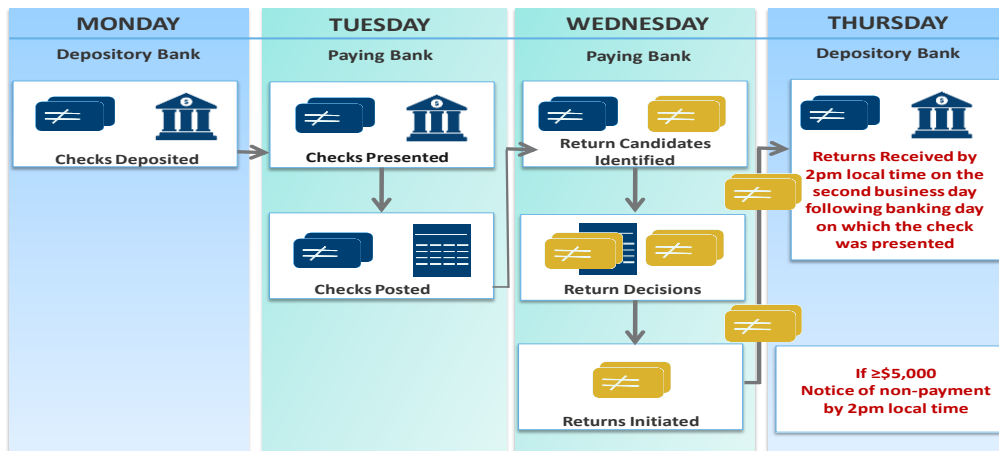 MONDAY
Depository Bank
Checks Deposited
TUESDAY
Paying Bank
Checks Presented
Checks Posted
WEDNESDAY
Paying Bank
Return Candidates
Identified
Return Decisions
Returns Initiated
THURSDAY
Depository Bank
Returns Received by
2pm local time on the
second business day
following banking day
on which the check
was presented
If ≥$5,000
Notice of non-payment
by 2pm local time